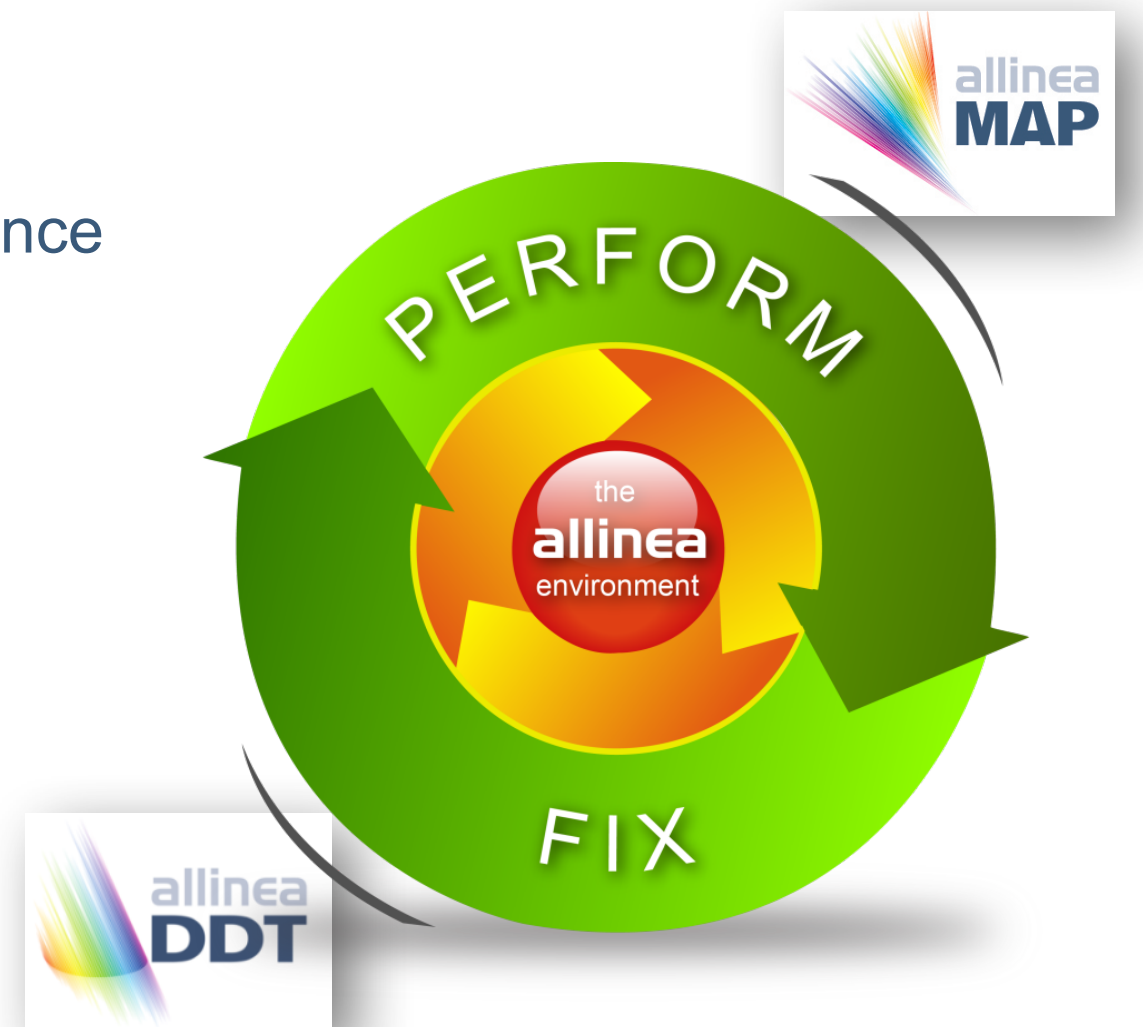 allinea
MAP
nce
PERFORM
the
allinea
environment
FIX
allinea
DDT